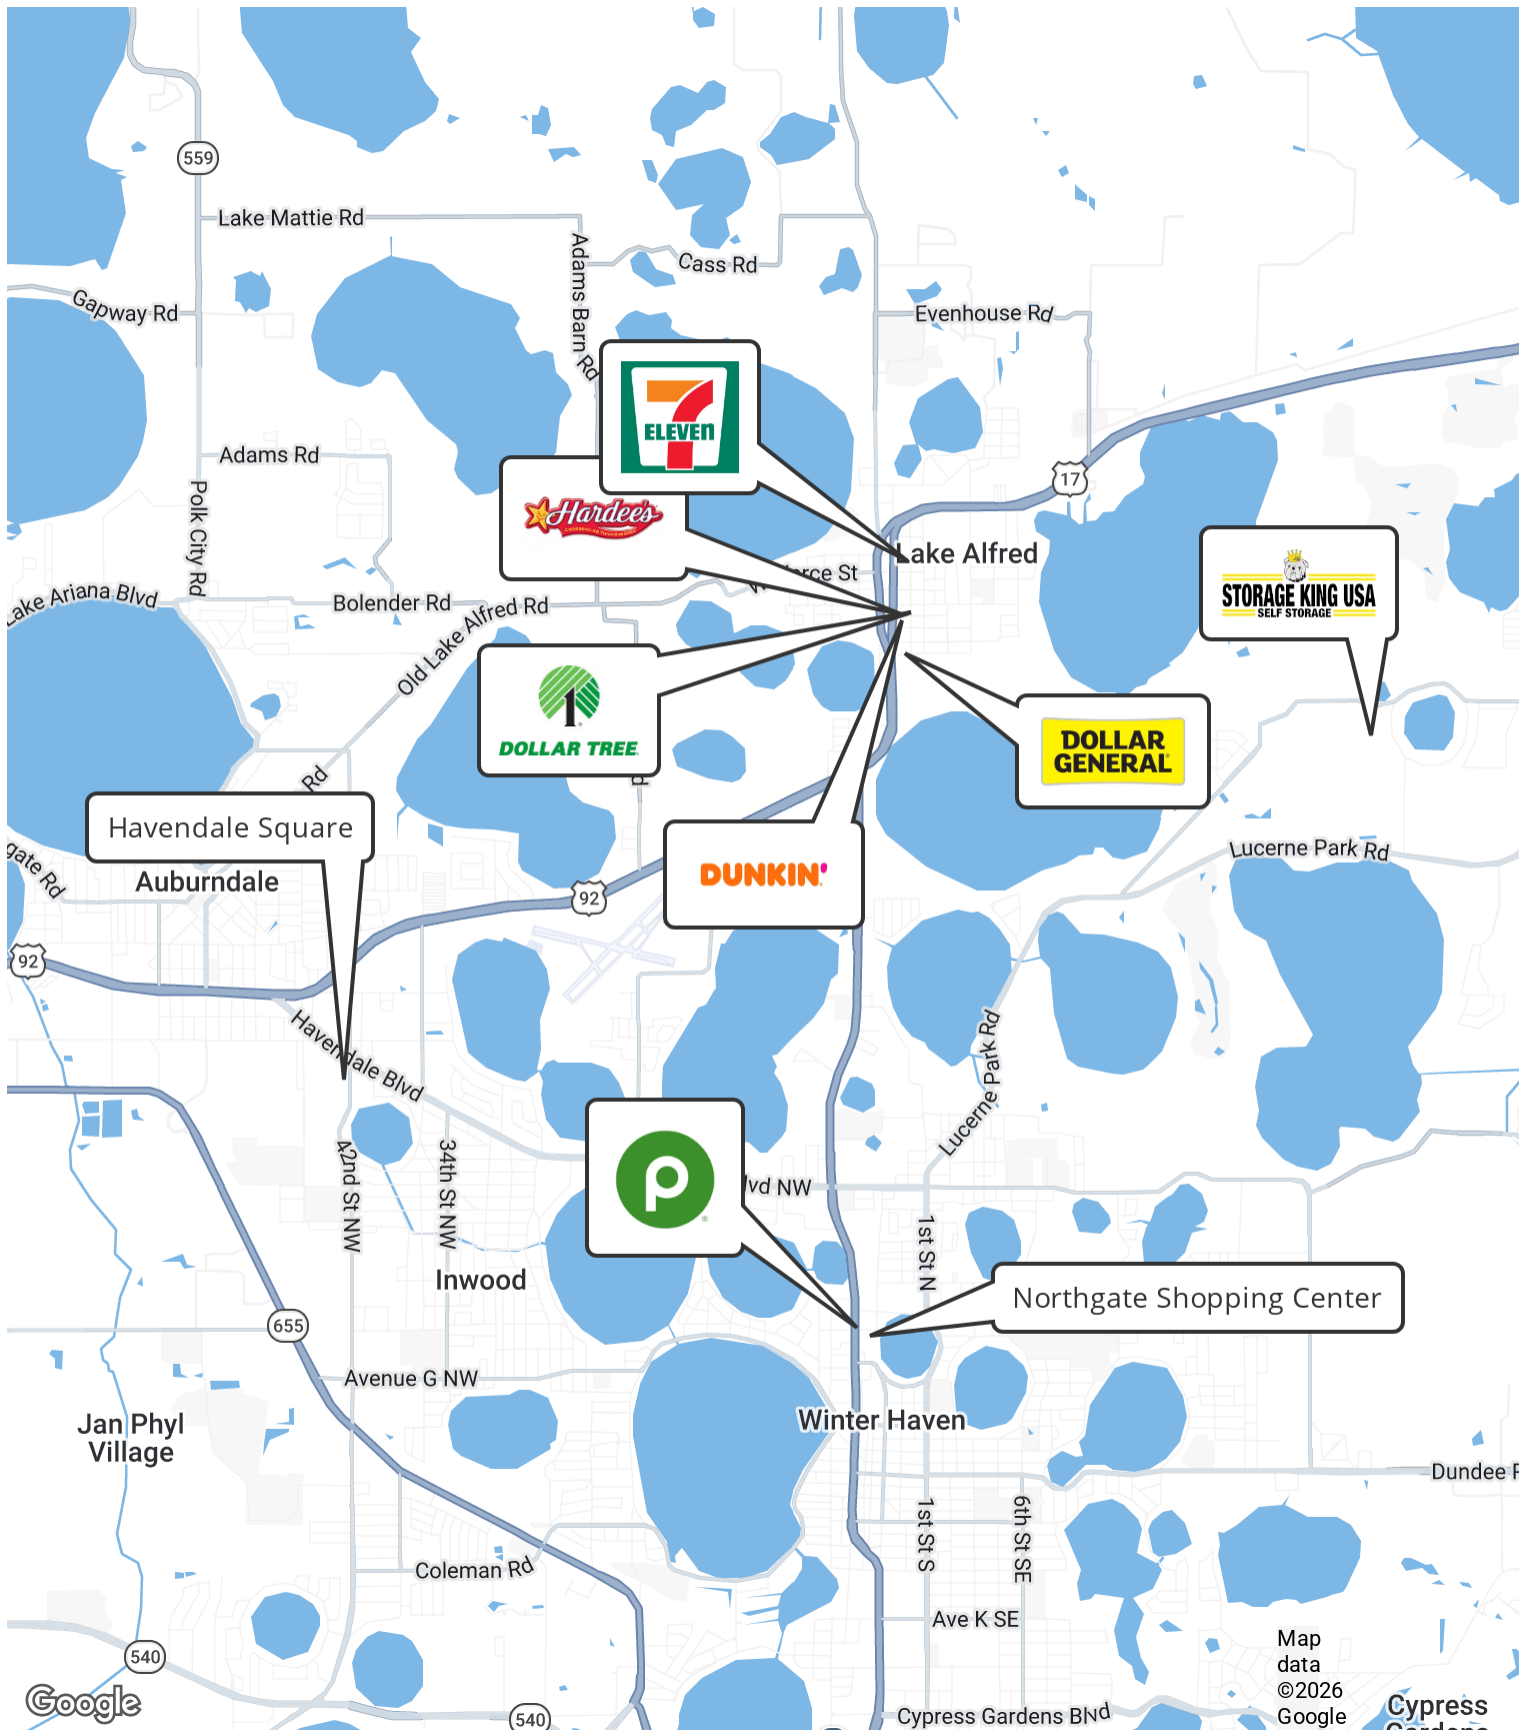 559
Lake Mattie Rd
Adams Barn Rd
Cass Rd
Gapway Rd
Evenhouse Rd
7
ELEVEN
Adams Rd
17
Hardee's
Polk City Rd
Lake Alfred
STORAGE KING USA
SELF STORAGE
Lake Ariana Blvd
Bolender Rd
Old Lake Alfred Rd
St
1
DOLLAR TREE
DOLLAR
GENERAL
Rd
Havendale Square
Lucerne Park Rd
Rd
Auburndale
DUNKIN'
92
92
Havendale Blvd
Lucerne Park Rd
42nd St NW
34th St NW
p
NW
1st St N
Inwood
Northgate Shopping Center
655
Avenue G NW
Jan Phyl
Village
Winter Haven
Dundee
1st St S
6th St SE
Coleman Rd
Ave K SE
540
Map
data
©2026
Google
Google
540
Cypress Gardens Blvd
Cypress
Gardens